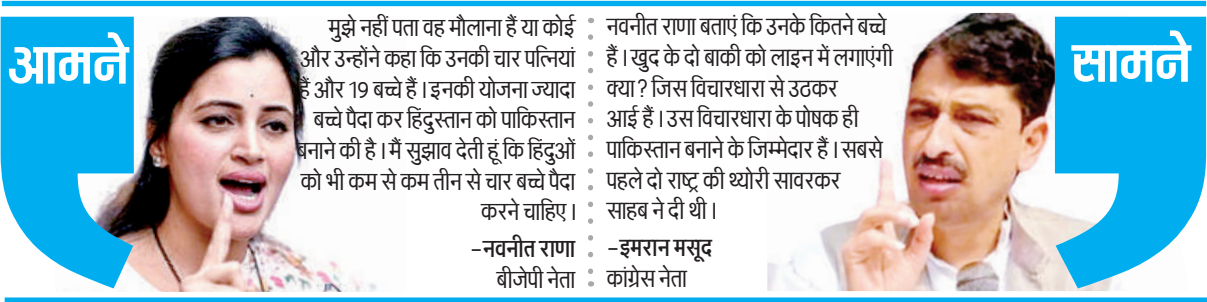 आमने
मुझे नहीं पता वह मौलाना हैं या कोई
और उन्होंने कहा कि उनकी चार पत्नियां
हैं और 19 बच्चे हैं। इनकी योजना ज्यादा
बच्चे पैदा कर हिंदुस्तान को पाकिस्तान
बनाने की है। मैं सुझाव देती हूं कि हिंदुओं
को भी कम से कम तीन से चार बच्चे पैदा
करने चाहिए।
-नवनीत राणा
बीजेपी नेता
नवनीत राणा बताएं कि उनके कितने बच्चे
हैं। खुद के दो बाकी को लाइन में लगाएंगी
क्या? जिस विचारधारा से उठकर
आई हैं। उस विचारधारा के पोषक ही
पाकिस्तान बनाने के जिम्मेदार हैं। सबसे
पहले दो राष्ट्र की थ्योरी सावरकर
साहब ने दी थी।
-इमरान मसूद
कांग्रेस नेता
सामने